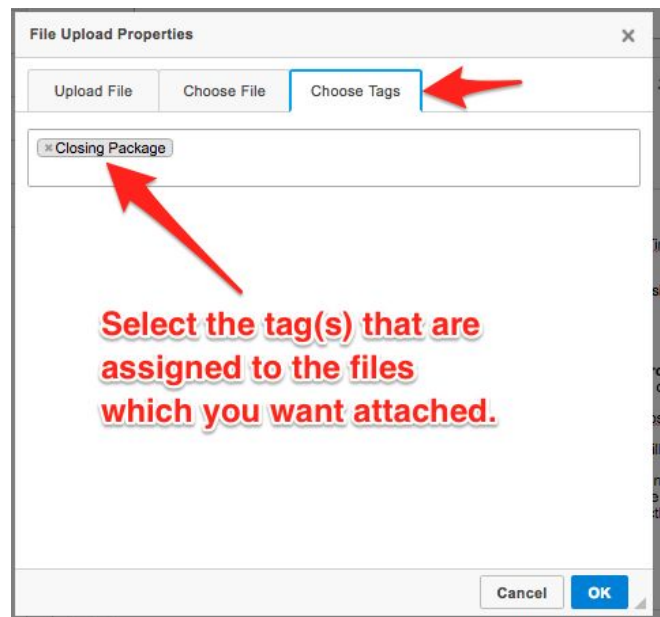 File Upload Properties ×
Upload File Choose File Choose Tags
× Closing Package
Select the tag(s) that are
assigned to the files
which you want attached.
Cancel OK